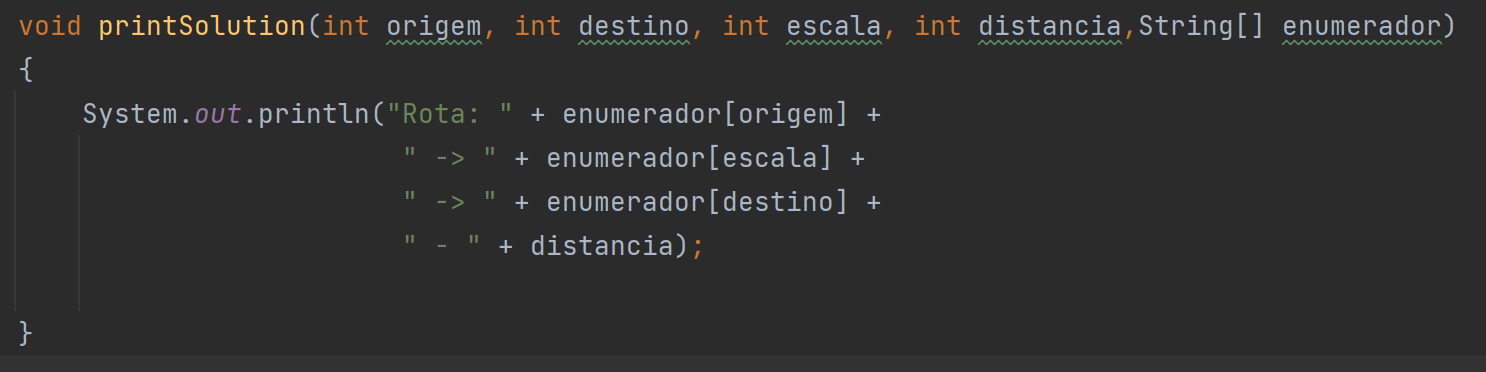 void printSolution(int origem, int destino, int escala, int distancia,String[] enumerador)
{
System.out.println("Rota: " + enumerador[origem] +
" -> " + enumerador[escala] +
" -> " + enumerador[destino] +
" - " + distancia);
}